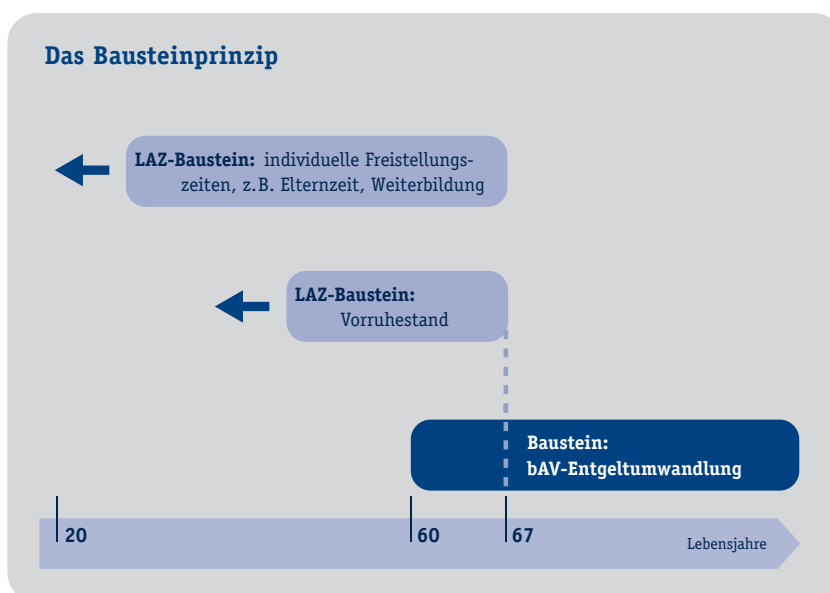 Das Bausteinprinzip
LAZ-Baustein: individuelle Freistellungs-
zeiten, z.B. Elternzeit, Weiterbildung
LAZ-Baustein:
Vorruhestand
Baustein:
bAV-Entgeltumwandlung
20
60
67
Lebensjahre